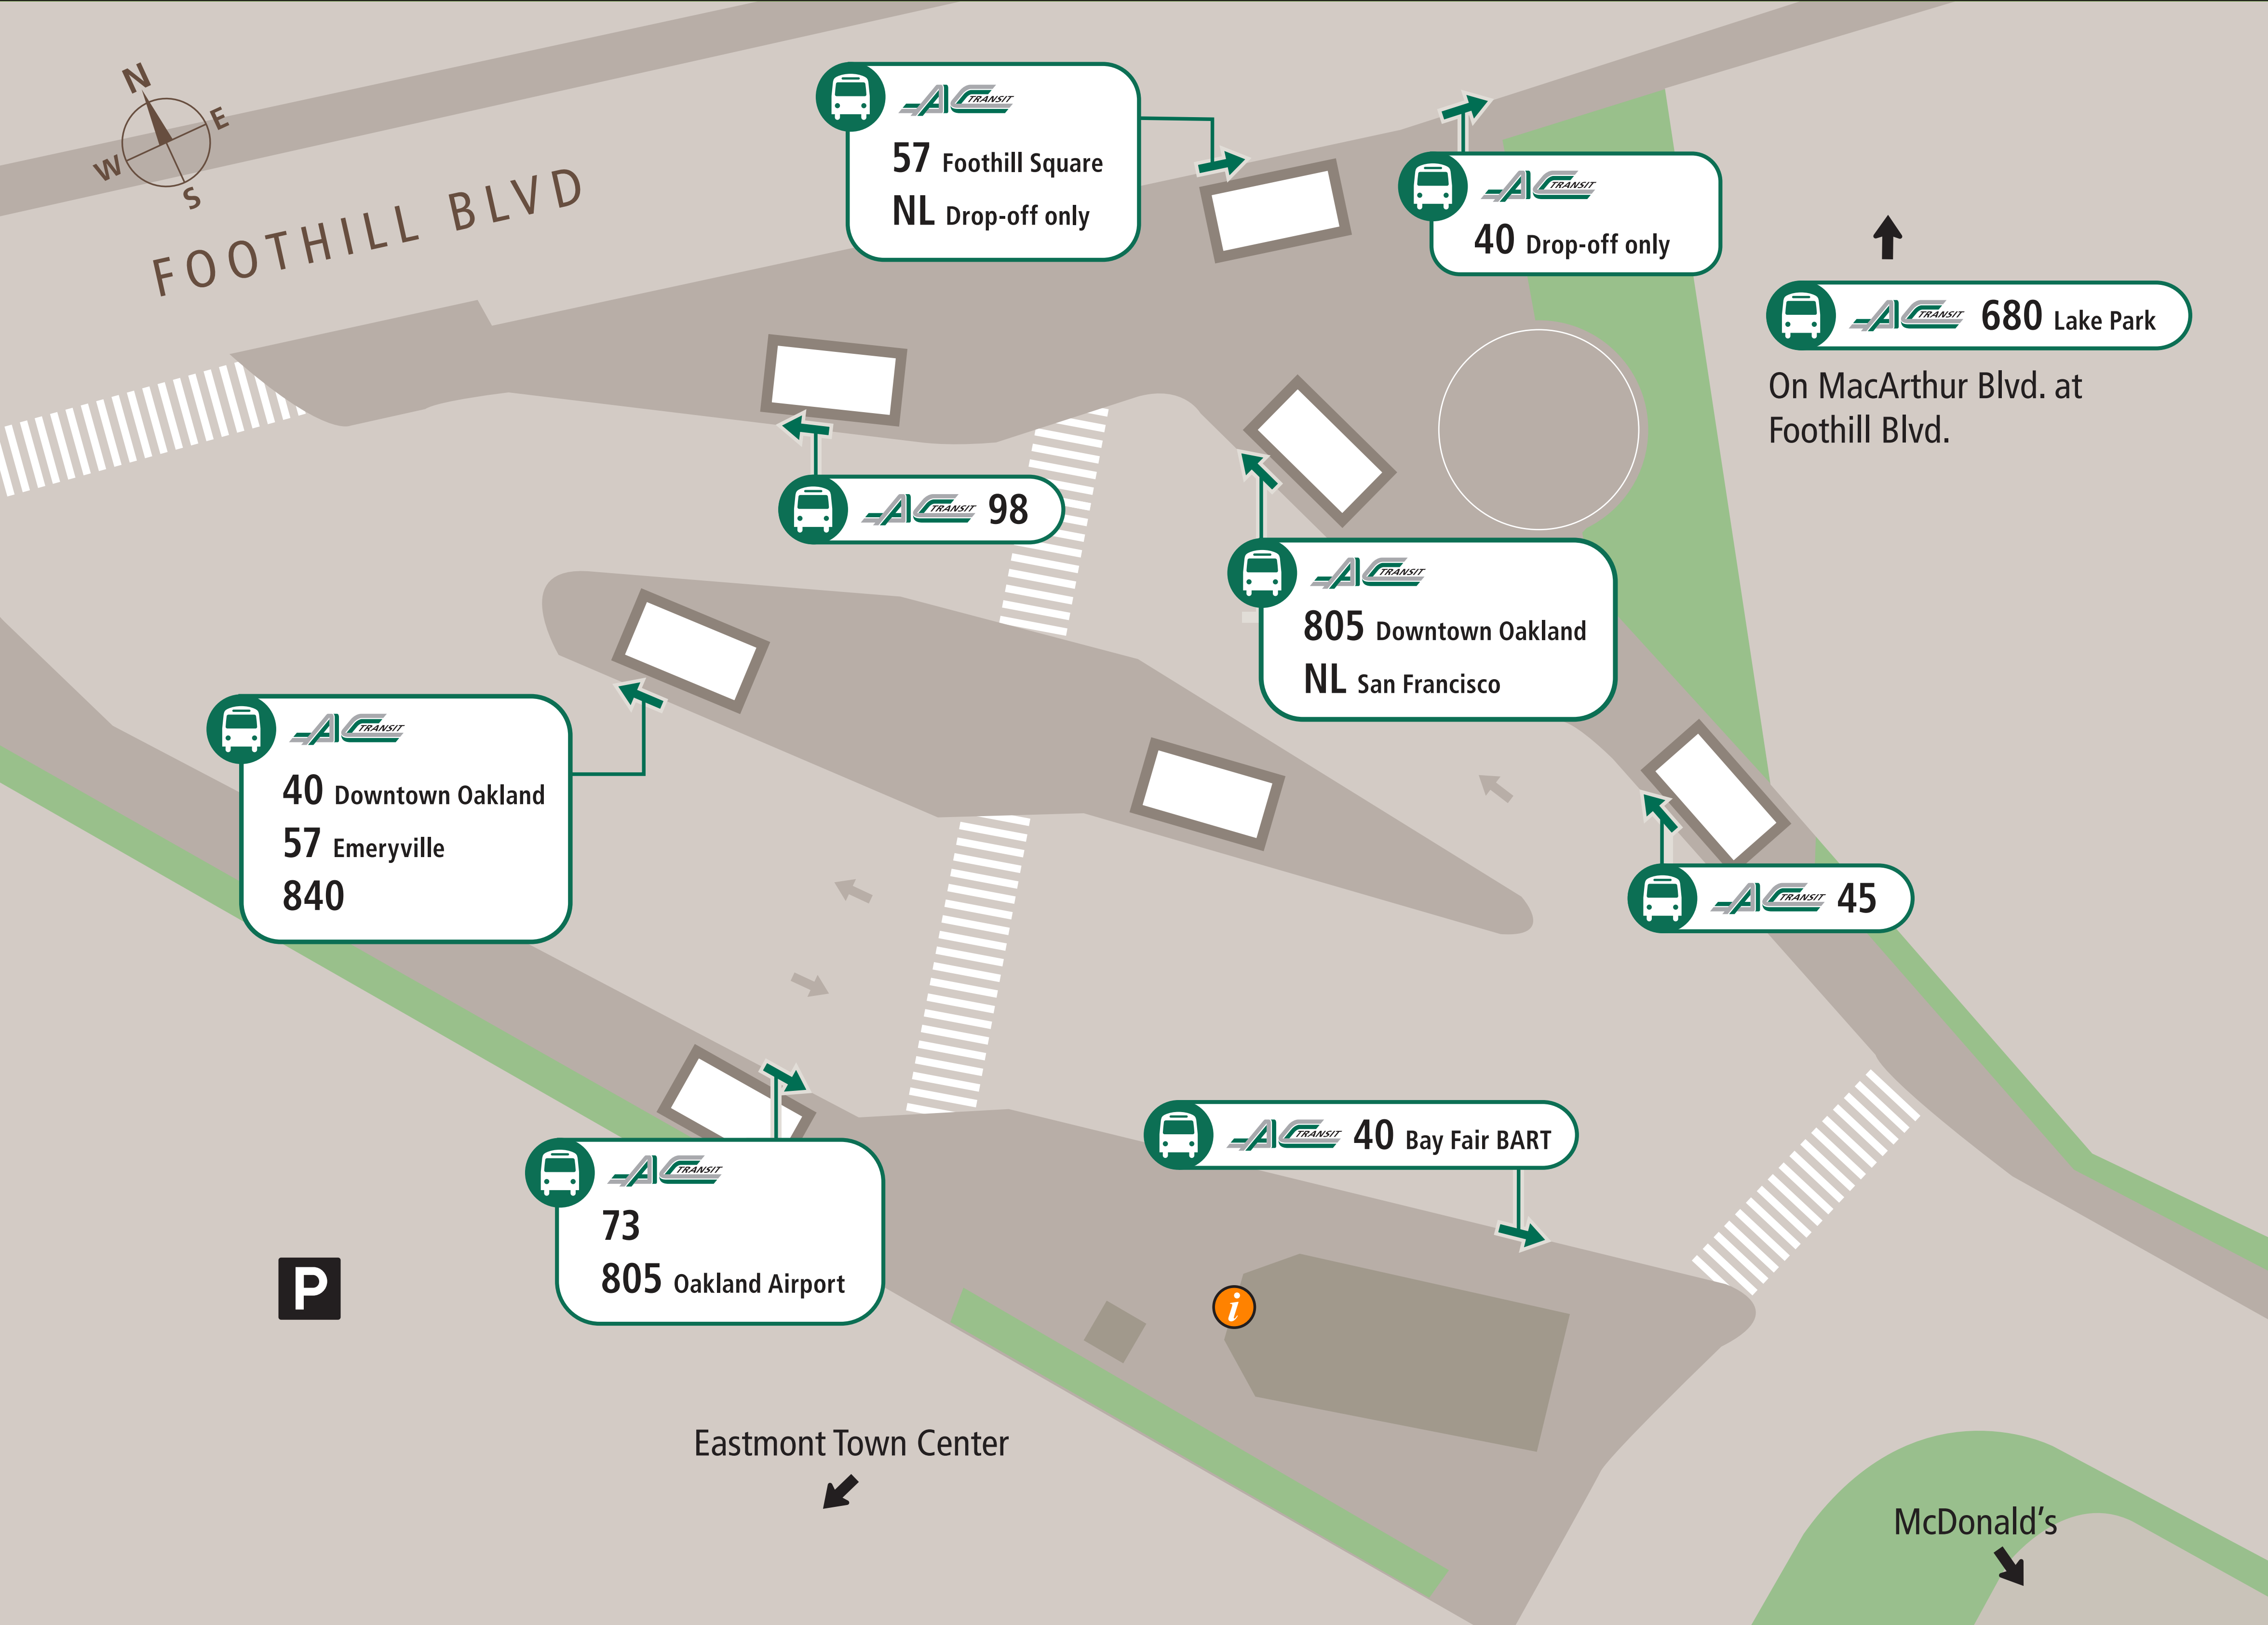 N
E
W
S
FOOTHILL BLVD
AC TRANSIT
57 Foothill Square
NL Drop-off only
AC TRANSIT
40 Drop-off only
AC TRANSIT 680 Lake Park
On MacArthur Blvd. at
Foothill Blvd.
AC TRANSIT 98
AC TRANSIT
805 Downtown Oakland
NL San Francisco
AC TRANSIT
40 Downtown Oakland
57 Emeryville
840
AC TRANSIT 45
AC TRANSIT 40 Bay Fair BART
AC TRANSIT
73
805 Oakland Airport
P
i
Eastmont Town Center
McDonald’s